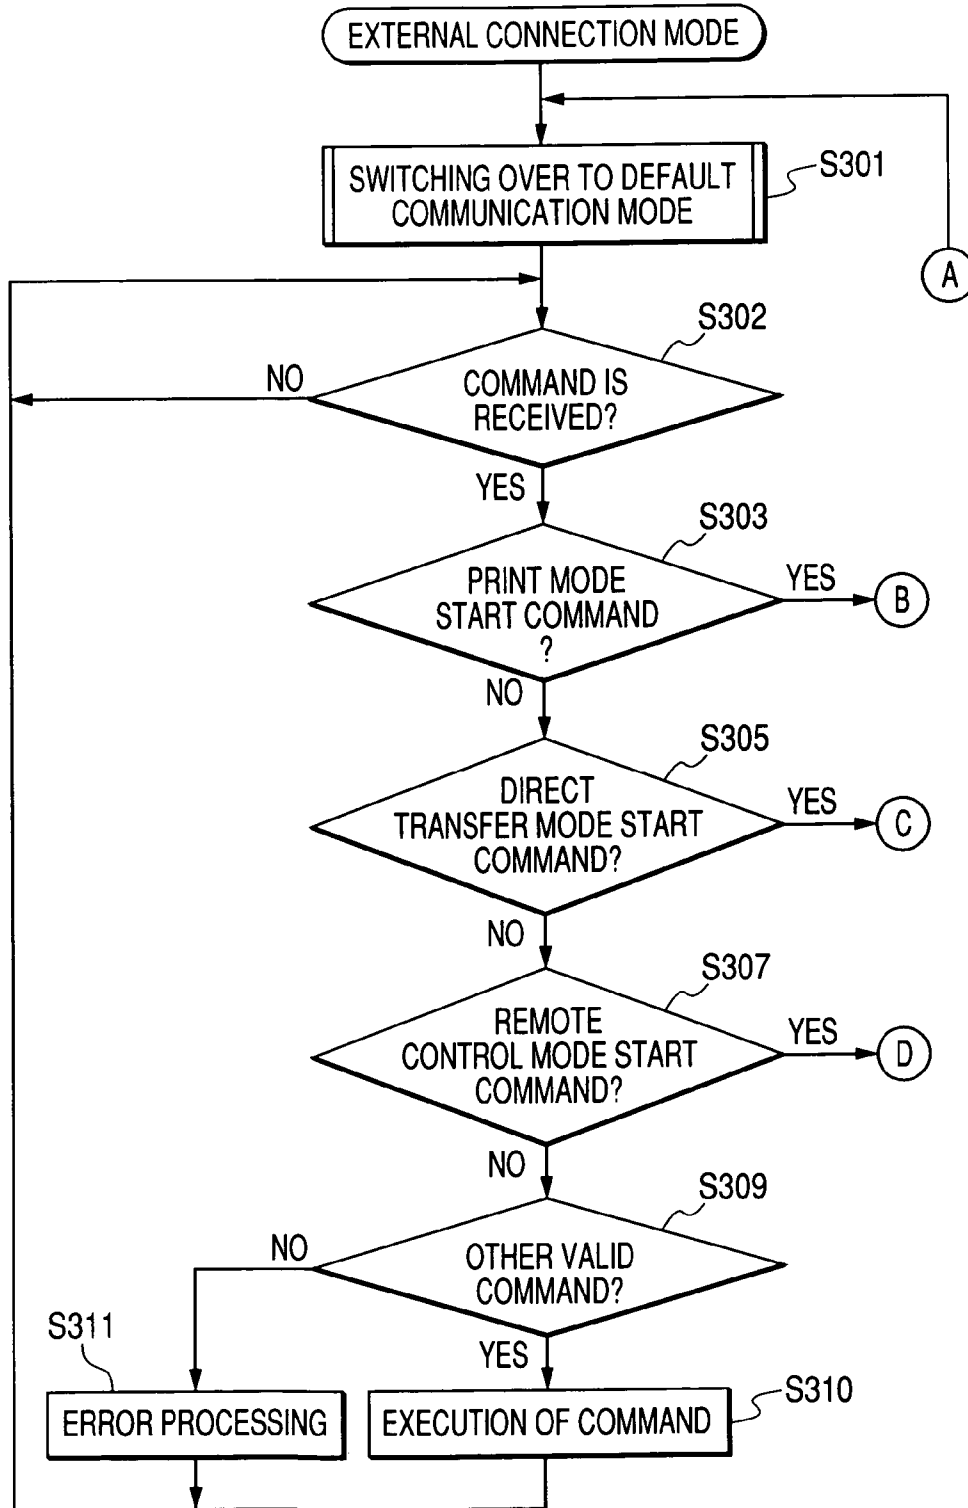 EXTERNAL CONNECTION MODE
SWITCHING OVER TO DEFAULT
COMMUNICATION MODE
S301
A
S302
COMMAND IS
RECEIVED?
NO
YES
S303
PRINT MODE
START COMMAND
?
YES
B
NO
S305
DIRECT
TRANSFER MODE START
COMMAND?
YES
C
NO
S307
REMOTE
CONTROL MODE START
COMMAND?
YES
D
NO
S309
OTHER VALID
COMMAND?
NO
YES
S311
ERROR PROCESSING
S310
EXECUTION OF COMMAND